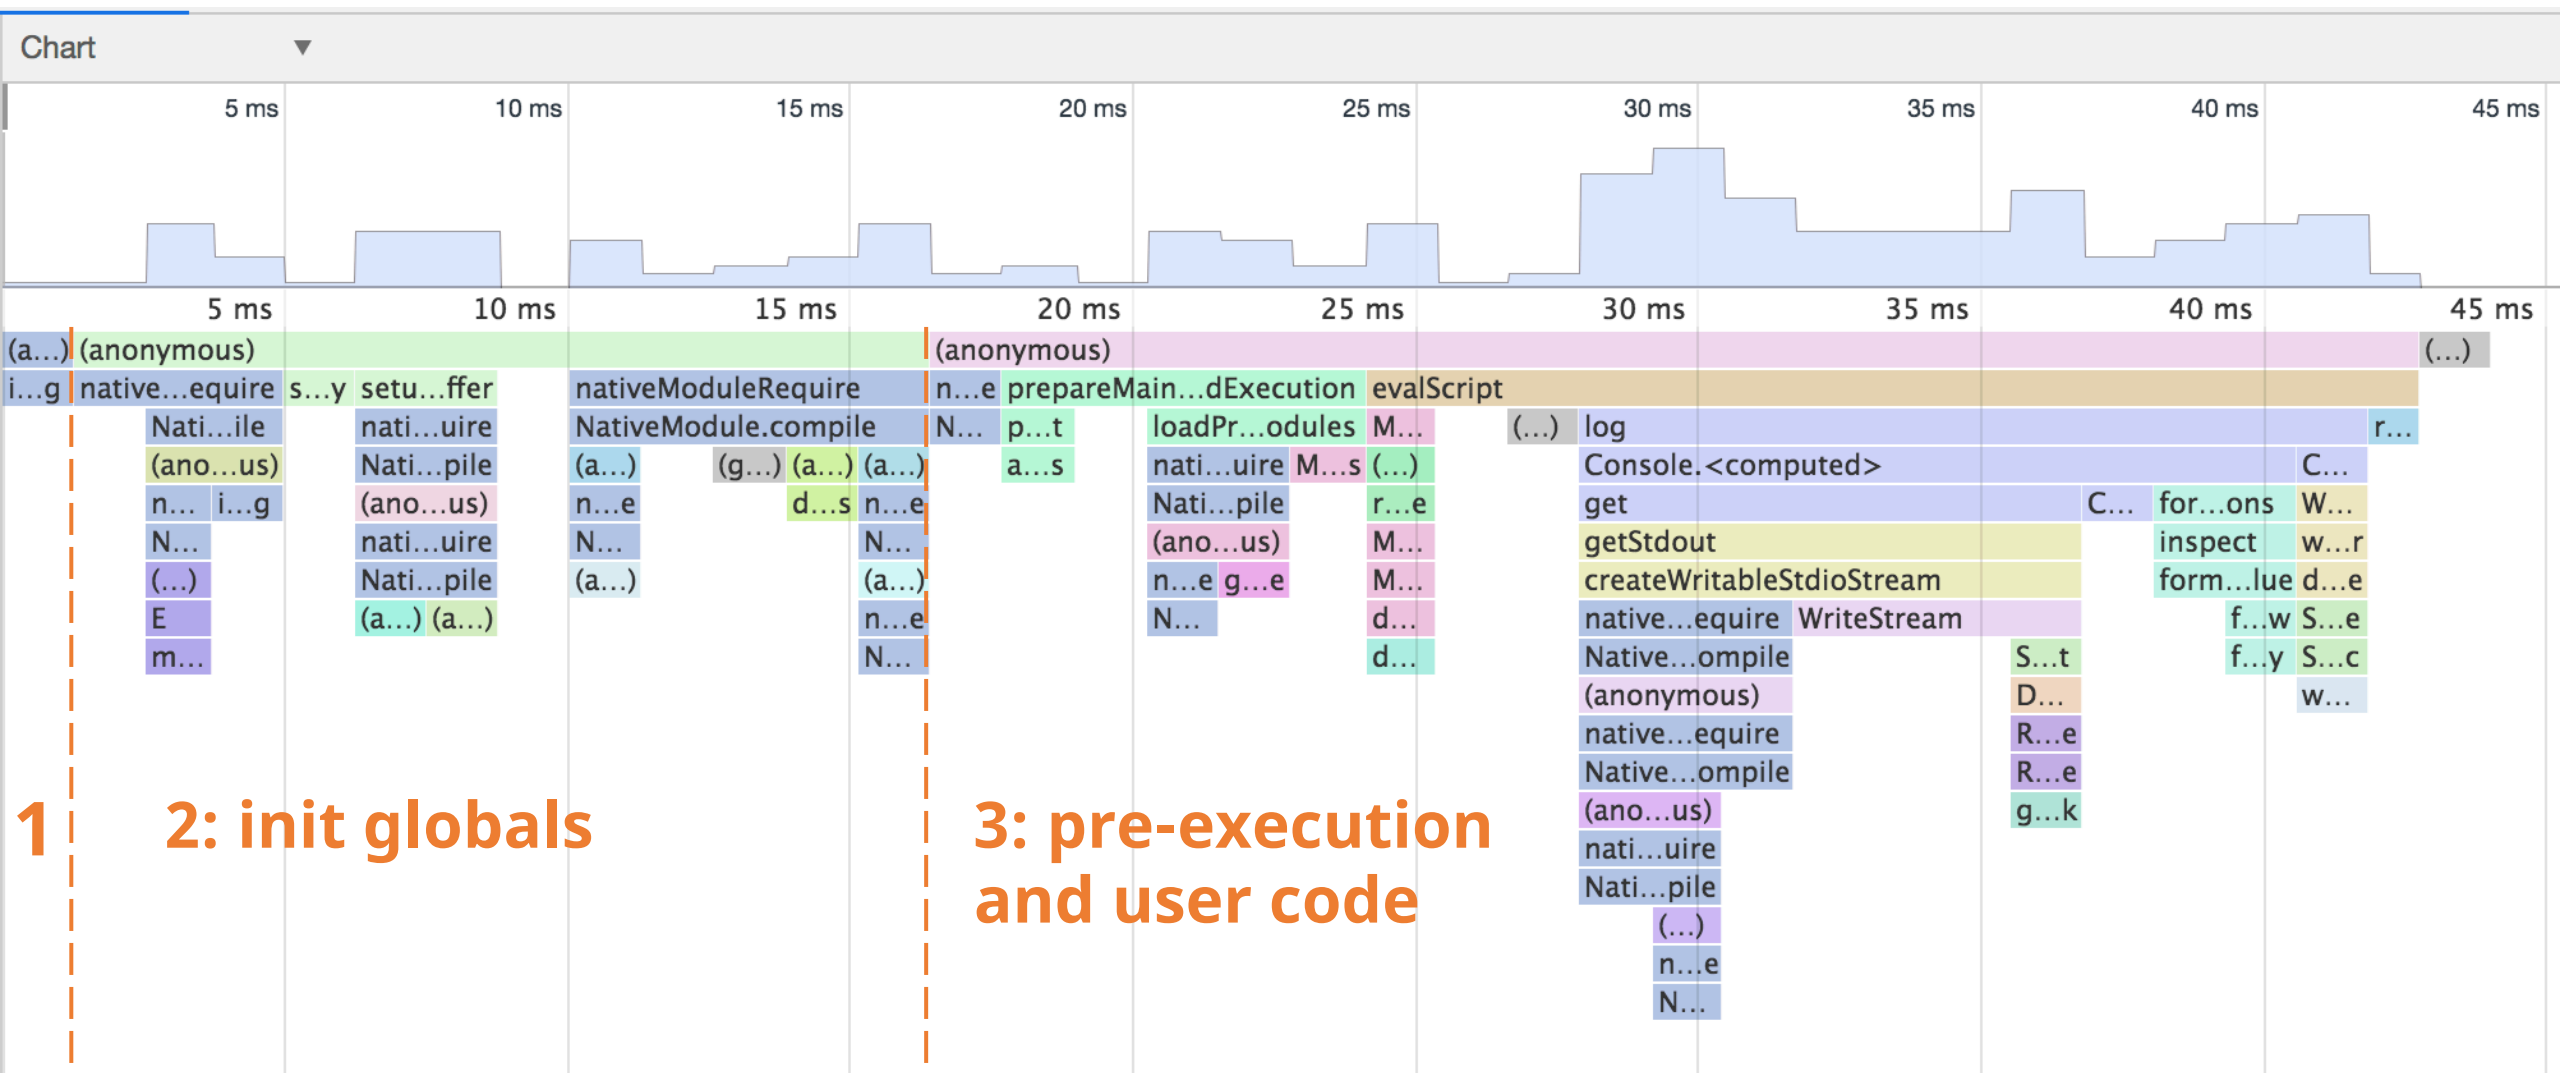 Chart
5 ms 10 ms 15 ms 20 ms 25 ms 30 ms 35 ms 40 ms 45 ms
5 ms 10 ms 15 ms 20 ms 25 ms 30 ms 35 ms 40 ms 45 ms
(a...) (anonymous) (anonymous) (...)
i...g native...equire s...y setu...ffer nativeModuleRequire n...e prepareMain...dExecution evalScript
Nati...ile nati...uire NativeModule.compile N... p...t loadPr...odules M... (...) log r...
(ano...us) Nati...pile (a...) (g...) (a...) (a...) a...s nati...uire M...s (...) Console.<computed> C...
n... i...g (ano...us) n...e d...s n...e Nati...pile r...e get C... for...ons W...
N... nati...uire N... N... (ano...us) M... getStdout inspect w...r
(...) Nati...pile (a...) (a...) n...e g...e M... createWritableStdioStream form...lue d...e
E (a...) (a...) n...e N... d... native...equire WriteStream f...w S...e
m... N... d... Native...ompile S...t f...y S...c
(anonymous) D... w...
native...equire R...e
Native...ompile R...e
1 2: init globals 3: pre-execution (ano...us) g...k
nati...uire
and user code Nati...pile
(...)
n...e
N...